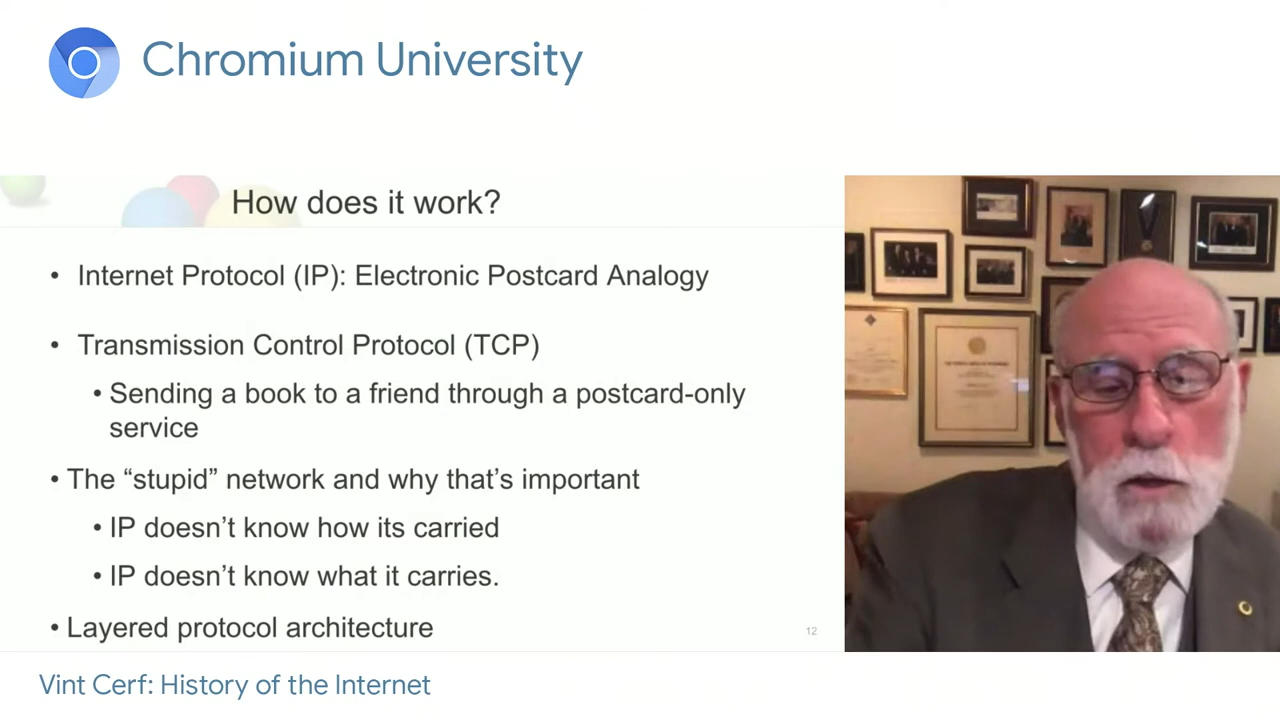 Chromium University
How does it work?
• Internet Protocol (IP): Electronic Postcard Analogy
• Transmission Control Protocol (TCP)
• Sending a book to a friend through a postcard-only
service
• The “stupid” network and why that’s important
• IP doesn’t know how its carried
• IP doesn’t know what it carries.
• Layered protocol architecture
12
Vint Cerf: History of the Internet